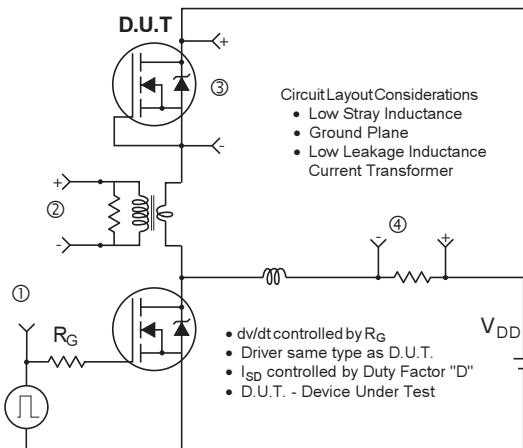 D.U.T
+
③
-
Circuit Layout Considerations
• Low Stray Inductance
• Ground Plane
• Low Leakage Inductance
Current Transformer
+
②
-
④
-
+
①
R_G
V_DD
• dv/dt controlled by R_G
• Driver same type as D.U.T.
• I_SD controlled by Duty Factor "D"
• D.U.T. - Device Under Test